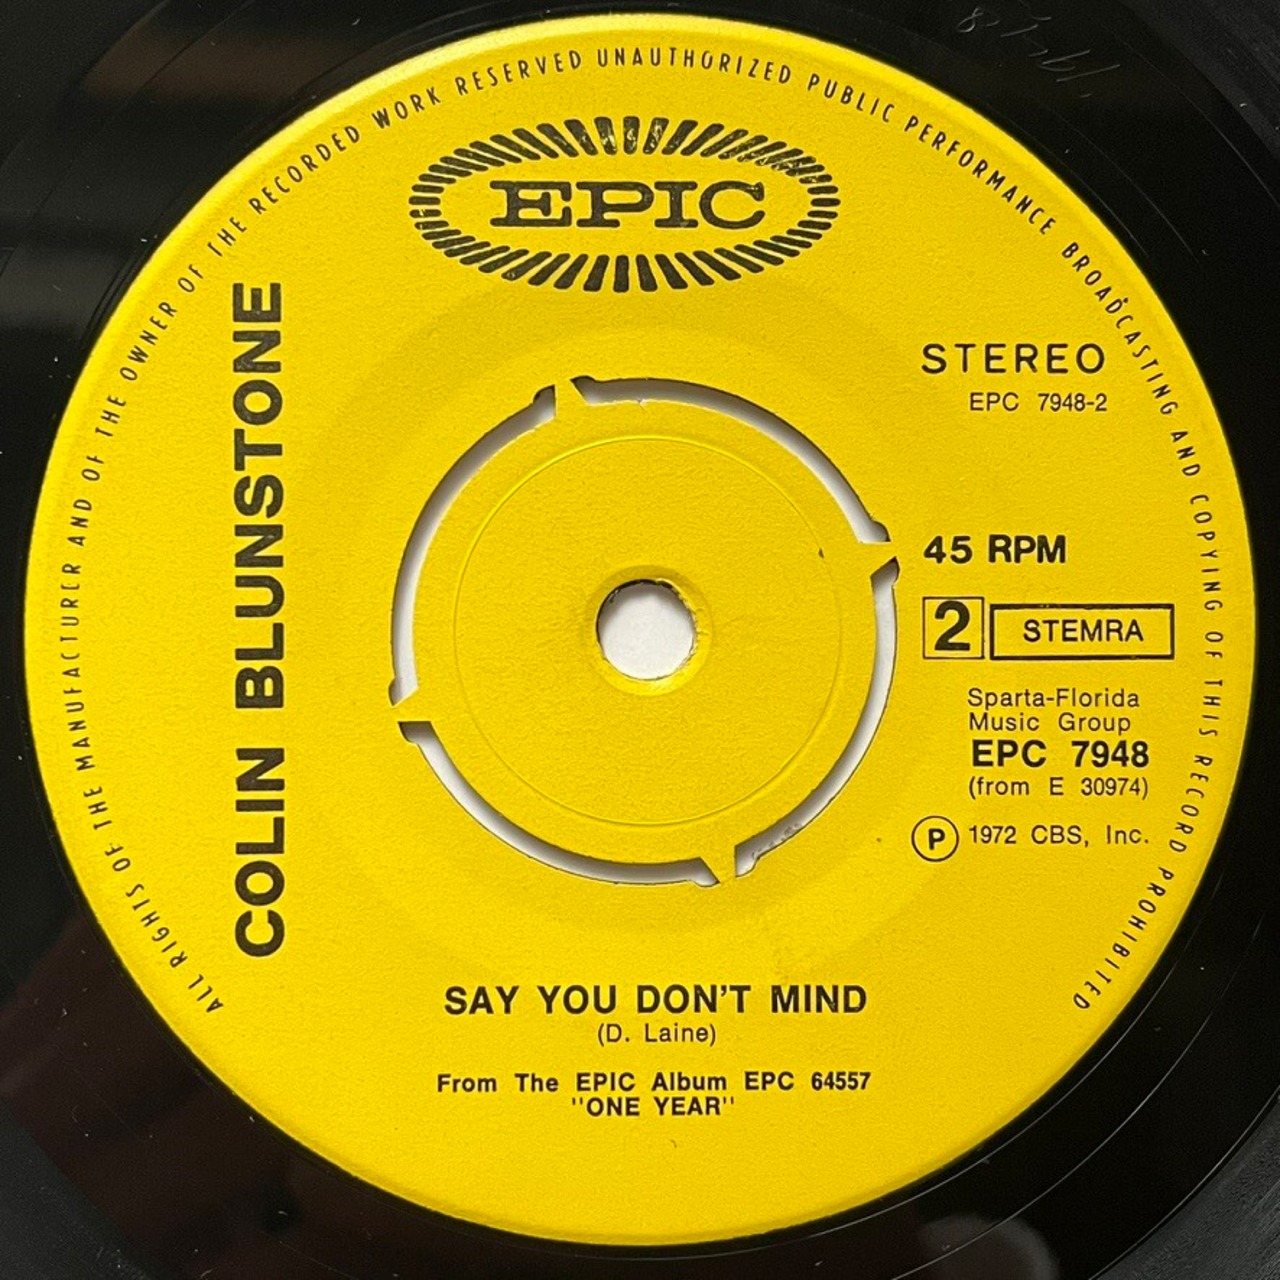 ALL RIGHTS OF THE MANUFACTURER AND OF THE OWNER OF THE RECORDED WORK RESERVED UNAUTHORIZED PUBLIC PERFORMANCE BROADCASTING AND COPYING OF THIS RECORD PROHIBITED
EPIC
COLIN BLUNSTONE
STEREO
EPC 7948-2
45 RPM
2 STEMRA
Sparta-Florida
Music Group
EPC 7948
(from E 30974)
P 1972 CBS, Inc.
SAY YOU DON'T MIND
(D. Laine)
From The EPIC Album EPC 64557
"ONE YEAR"